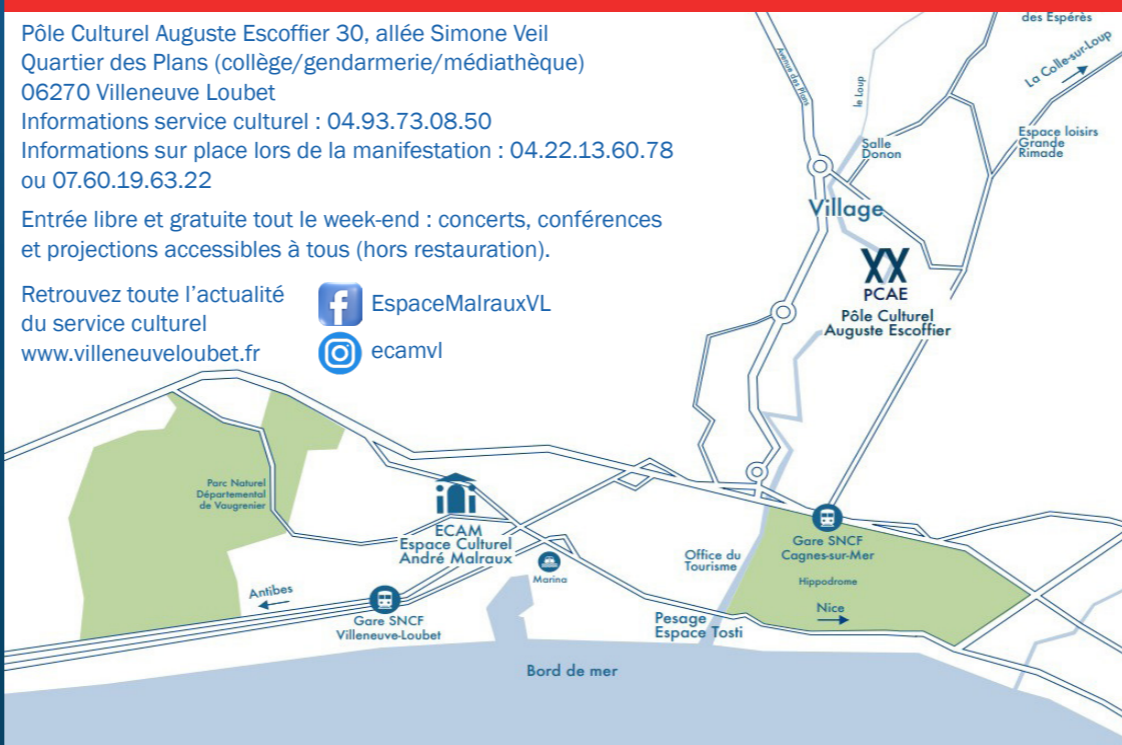 Pôle Culturel Auguste Escoffier 30, allée Simone Veil
Quartier des Plans (collège/gendarmerie/médiathèque)
06270 Villeneuve Loubet
Informations service culturel : 04.93.73.08.50
Informations sur place lors de la manifestation : 04.22.13.60.78
ou 07.60.19.63.22
Entrée libre et gratuite tout le week-end : concerts, conférences
et projections accessibles à tous (hors restauration).
Retrouvez toute l'actualité
du service culturel
www.villeneuveloubet.fr
EspaceMalrauxVL
ecamvl
des Espérès
La Colle-sur-Loup
Avenue des Plans
le Loup
Salle
Donon
Espace loisirs
Grande
Rimade
Village
XX
PCAE
Pôle Culturel
Auguste Escoffier
Parc Naturel
Départemental
de Vaugrenier
ECAM
Espace Culturel
André Malraux
Marina
Antibes
Gare SNCF
Villeneuve-Loubet
Office du
Tourisme
Gare SNCF
Cagnes-sur-Mer
Hippodrome
Nice
Pesage
Espace Tosti
Bord de mer